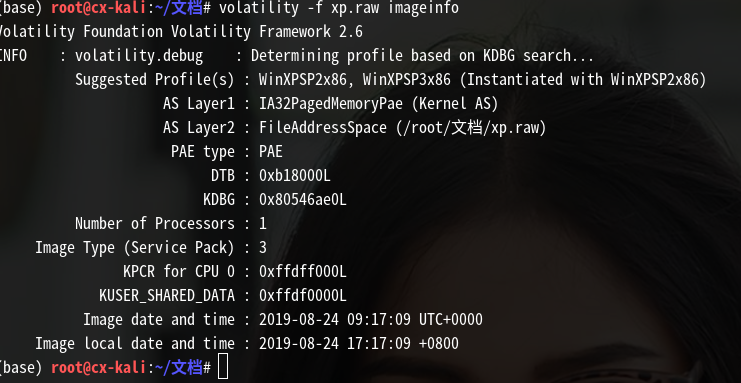 (base) root@cx-kali:~/文档# volatility -f xp.raw imageinfo
Volatility Foundation Volatility Framework 2.6
INFO    : volatility.debug    : Determining profile based on KDBG search...
Suggested Profile(s) : WinXPSP2x86, WinXPSP3x86 (Instantiated with WinXPSP2x86)
AS Layer1 : IA32PagedMemoryPae (Kernel AS)
AS Layer2 : FileAddressSpace (/root/文档/xp.raw)
PAE type : PAE
DTB : 0xb18000L
KDBG : 0x80546ae0L
Number of Processors : 1
Image Type (Service Pack) : 3
KPCR for CPU 0 : 0xffdff000L
KUSER_SHARED_DATA : 0xffdf0000L
Image date and time : 2019-08-24 09:17:09 UTC+0000
Image local date and time : 2019-08-24 17:17:09 +0800
(base) root@cx-kali:~/文档#